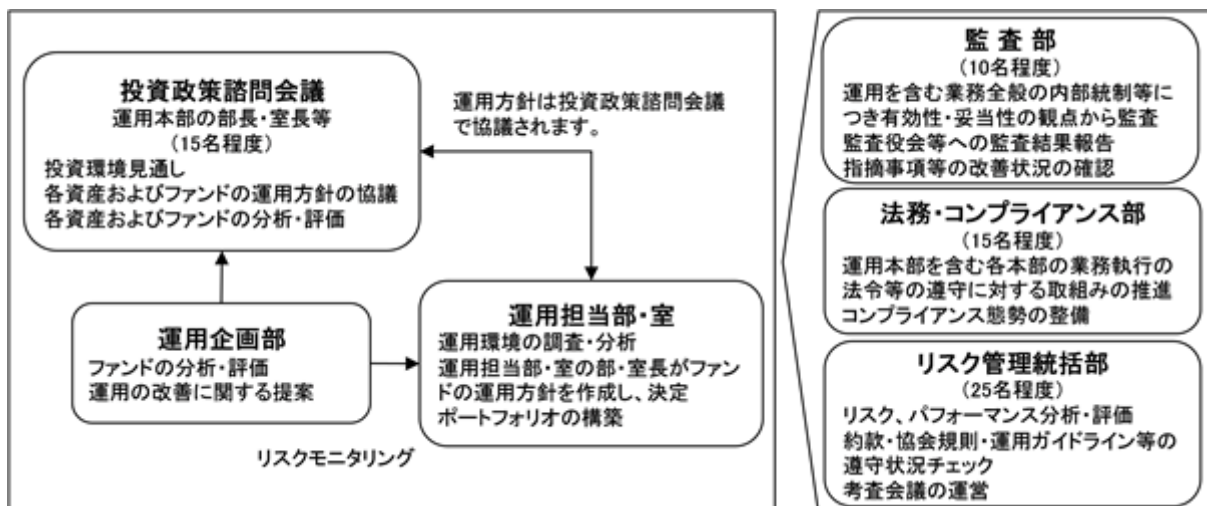 投資政策諮問会議
運用本部の部長・室長等
(15名程度)
投資環境見通し
各資産およびファンドの運用方針の協議
各資産およびファンドの分析・評価
運用方針は投資政策諮問会議
で協議されます。
運用企画部
ファンドの分析・評価
運用の改善に関する提案
運用担当部・室
運用環境の調査・分析
運用担当部・室の部・室長がファン
ドの運用方針を作成し、決定
ポートフォリオの構築
リスクモニタリング
監 査 部
(10名程度)
運用を含む業務全般の内部統制等に
つき有効性・妥当性の観点から監査
監査役会等への監査結果報告
指摘事項等の改善状況の確認
法務・コンプライアンス部
(15名程度)
運用本部を含む各本部の業務執行の
法令等の遵守に対する取組みの推進
コンプライアンス態勢の整備
リスク管理統括部
(25名程度)
リスク、パフォーマンス分析・評価
約款・協会規則・運用ガイドライン等の
遵守状況チェック
考査会議の運営